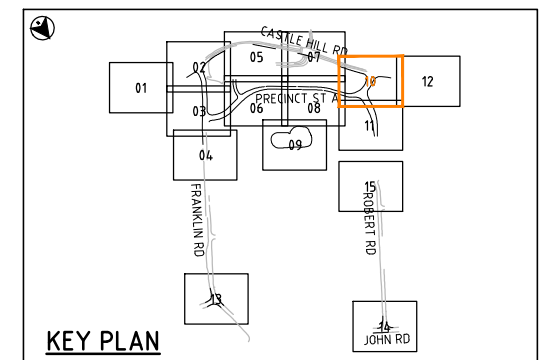 CASTLE HILL RD
05
07
02
10
12
01
PRECINCT ST A
03
06
08
11
09
04
15
FRANKLIN RD
ROBERT RD
13
14
JOHN RD
KEY PLAN